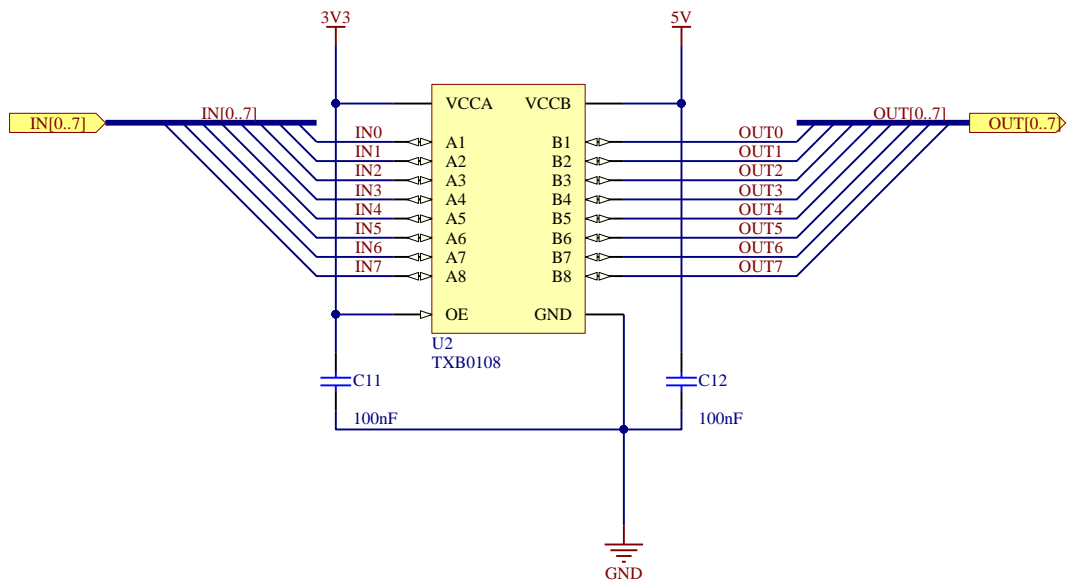 3V3 5V
VCCA VCCB
IN[0..7] IN[0..7] OUT[0..7] OUT[0..7]
IN0 A1 B1 OUT0
IN1 A2 B2 OUT1
IN2 A3 B3 OUT2
IN3 A4 B4 OUT3
IN4 A5 B5 OUT4
IN5 A6 B6 OUT5
IN6 A7 B7 OUT6
IN7 A8 B8 OUT7
OE GND
U2
TXB0108
C11 C12
100nF 100nF
GND